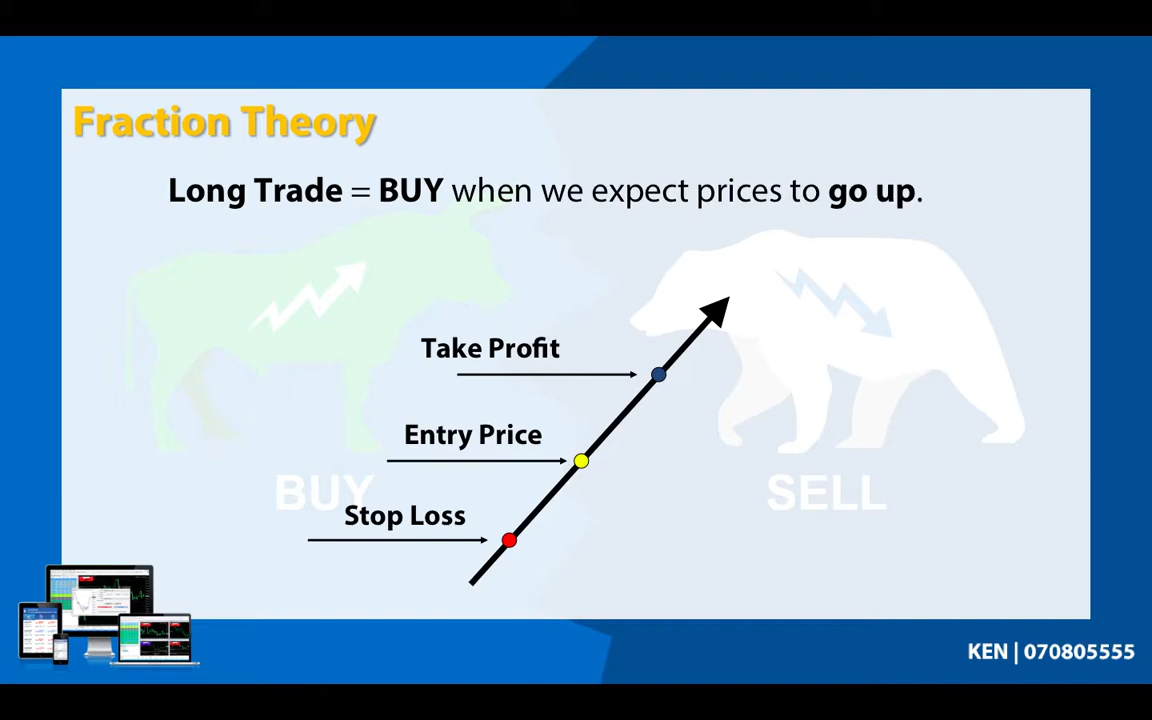 Fraction Theory
Long Trade = BUY when we expect prices to go up.
Take Profit
Entry Price
BUY
SELL
Stop Loss
KEN | 070805555